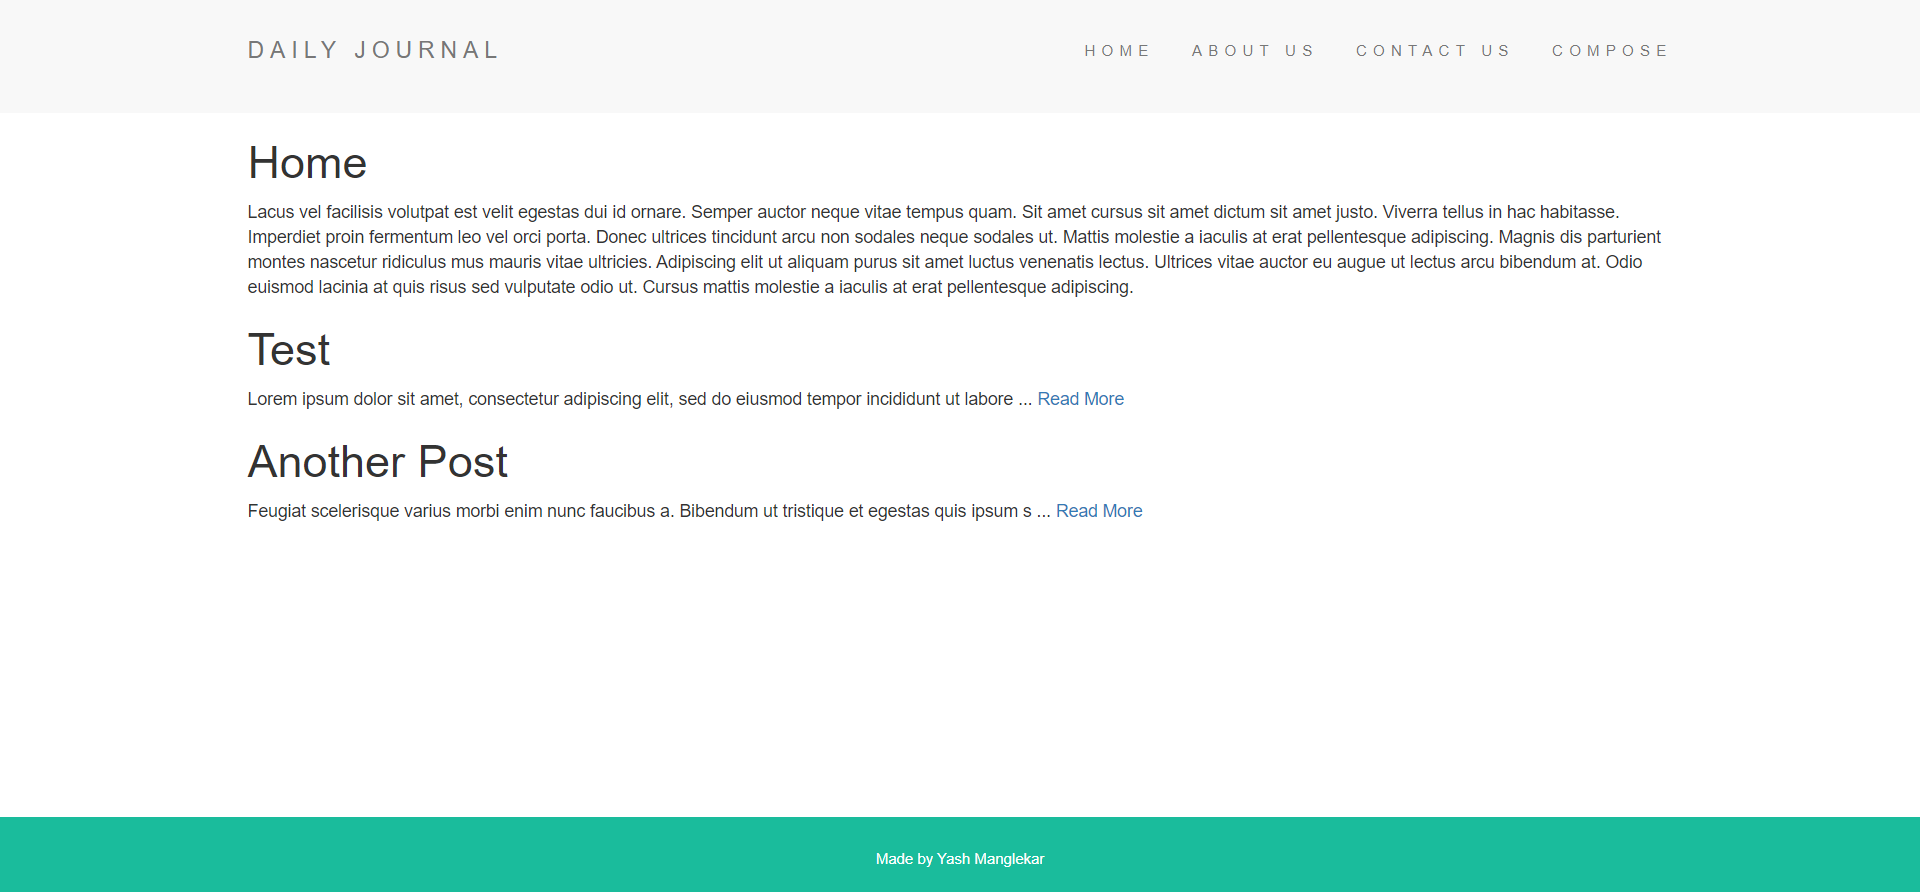 DAILY JOURNAL
HOME ABOUT US CONTACT US COMPOSE
Home
Lacus vel facilisis volutpat est velit egestas dui id ornare. Semper auctor neque vitae tempus quam. Sit amet cursus sit amet dictum sit amet justo. Viverra tellus in hac habitasse.
Imperdiet proin fermentum leo vel orci porta. Donec ultrices tincidunt arcu non sodales neque sodales ut. Mattis molestie a iaculis at erat pellentesque adipiscing. Magnis dis parturient
montes nascetur ridiculus mus mauris vitae ultricies. Adipiscing elit ut aliquam purus sit amet luctus venenatis lectus. Ultrices vitae auctor eu augue ut lectus arcu bibendum at. Odio
euismod lacinia at quis risus sed vulputate odio ut. Cursus mattis molestie a iaculis at erat pellentesque adipiscing.
Test
Lorem ipsum dolor sit amet, consectetur adipiscing elit, sed do eiusmod tempor incididunt ut labore ... Read More
Another Post
Feugiat scelerisque varius morbi enim nunc faucibus a. Bibendum ut tristique et egestas quis ipsum s ... Read More
Made by Yash Manglekar